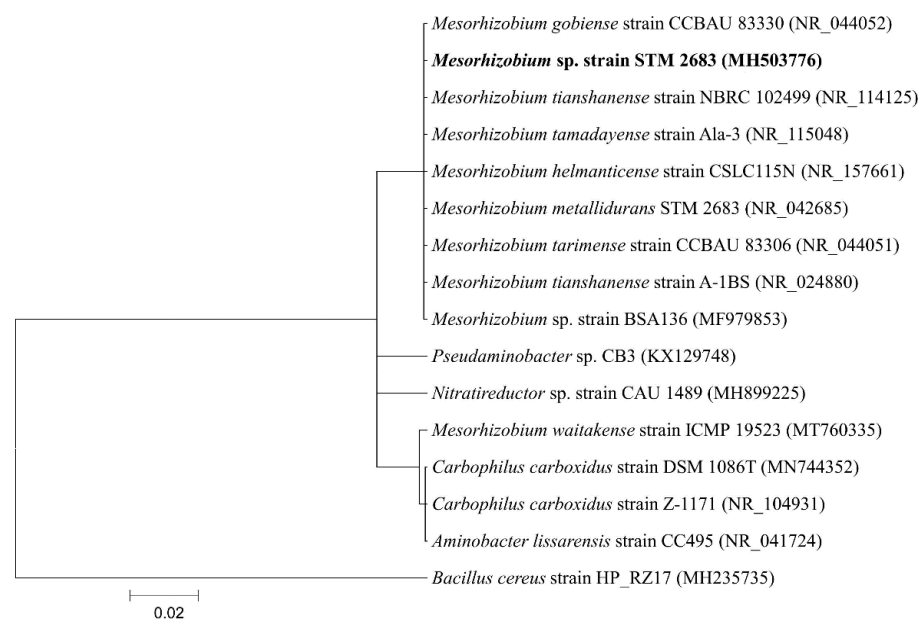 Mesorhizobium gobiense strain CCBAU 83330 (NR_044052)
Mesorhizobium sp. strain STM 2683 (MH503776)
Mesorhizobium tianshanense strain NBRC 102499 (NR_114125)
Mesorhizobium tamadayense strain Ala-3 (NR_115048)
Mesorhizobium helmanticense strain CSLC115N (NR_157661)
Mesorhizobium metallidurans STM 2683 (NR_042685)
Mesorhizobium tarimense strain CCBAU 83306 (NR_044051)
Mesorhizobium tianshanense strain A-1BS (NR_024880)
Mesorhizobium sp. strain BSA136 (MF979853)
Pseudaminobacter sp. CB3 (KX129748)
Nitratireductor sp. strain CAU 1489 (MH899225)
Mesorhizobium waitakense strain ICMP 19523 (MT760335)
Carbophilus carboxidus strain DSM 1086T (MN744352)
Carbophilus carboxidus strain Z-1171 (NR_104931)
Aminobacter lissarensis strain CC495 (NR_041724)
Bacillus cereus strain HP_RZ17 (MH235735)
0.02